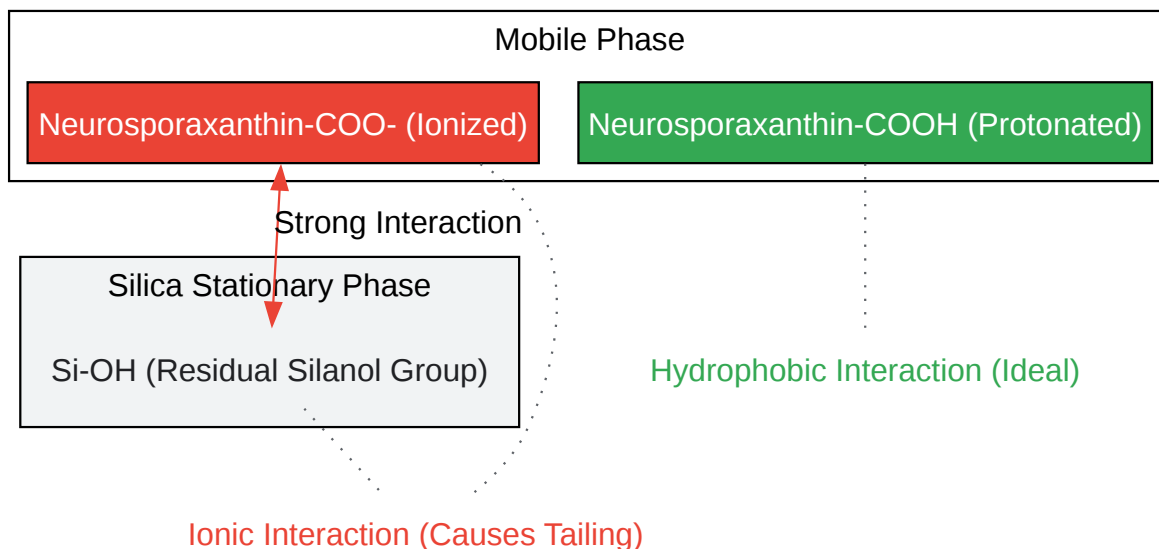 Mobile Phase
Neurosporaxanthin-COO- (Ionized)
Neurosporaxanthin-COOH (Protonated)
Strong Interaction
Silica Stationary Phase
Si-OH (Residual Silanol Group)
Hydrophobic Interaction (Ideal)
Ionic Interaction (Causes Tailing)